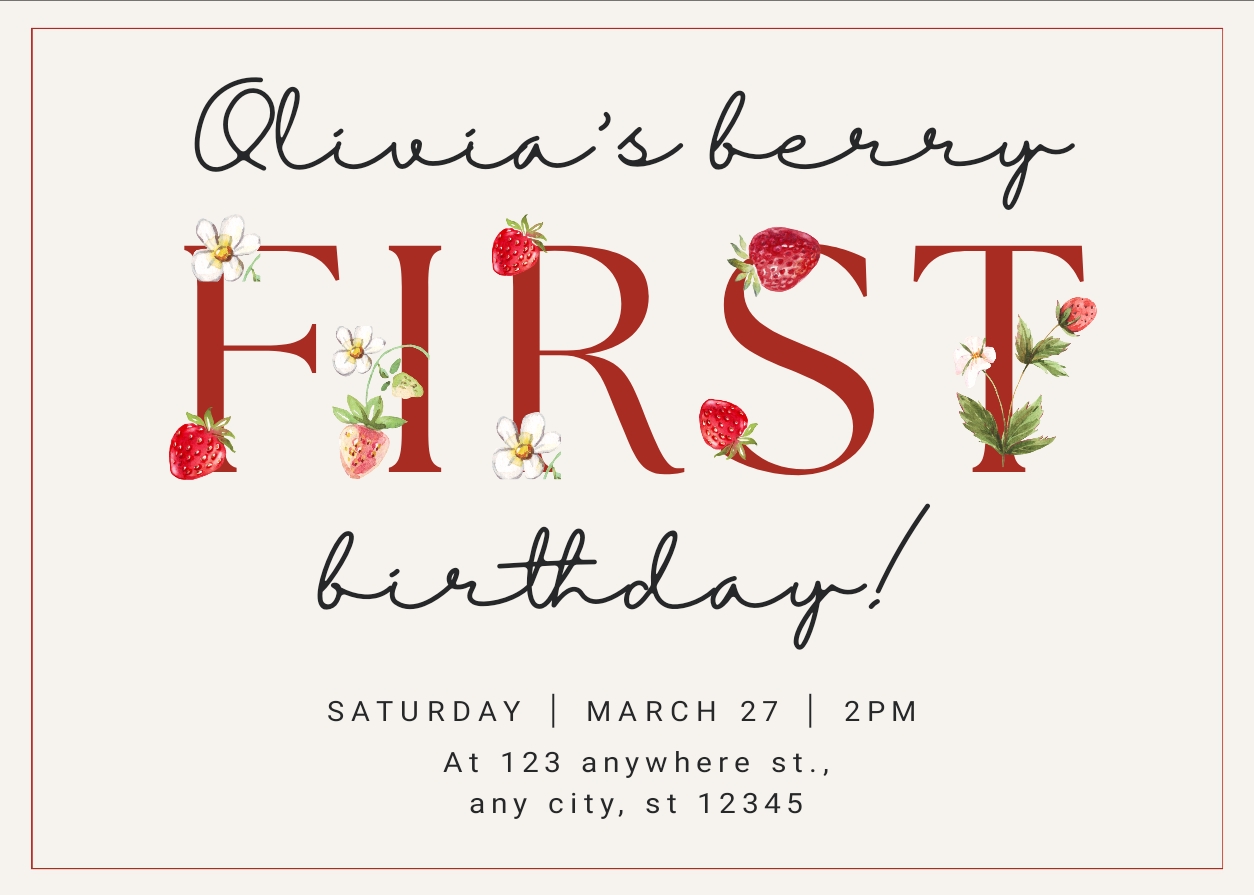 Olivia's berry
FIRST
birthday!
SATURDAY | MARCH 27 | 2PM
At 123 anywhere st.,
any city, st 12345